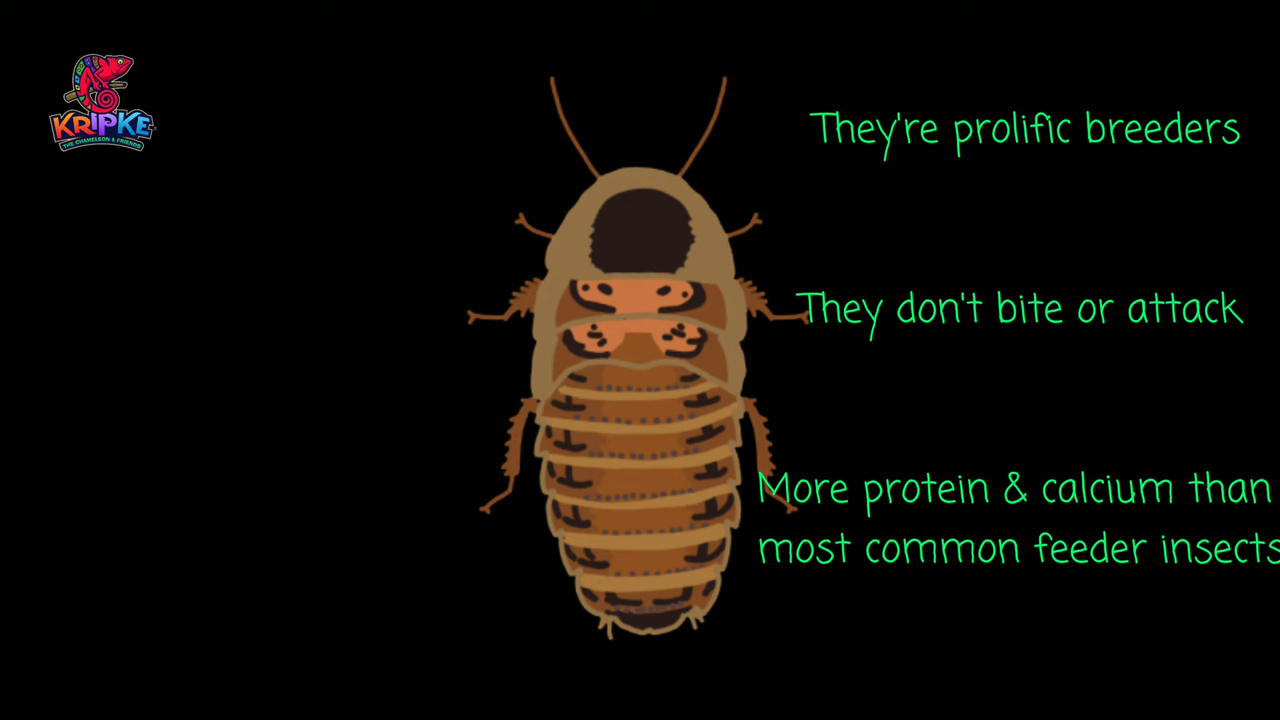 KRIPKE
THE CHAMELEON & FRIENDS
They're prolific breeders
They don't bite or attack
More protein & calcium than
most common feeder insects